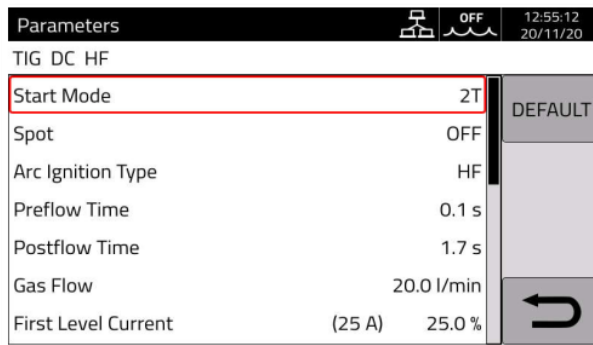 Parameters OFF 12:55:12
20/11/20
TIG DC HF
Start Mode 2T
DEFAULT
Spot OFF
Arc Ignition Type HF
Preflow Time 0.1 s
Postflow Time 1.7 s
Gas Flow 20.0 l/min
First Level Current (25 A) 25.0 %